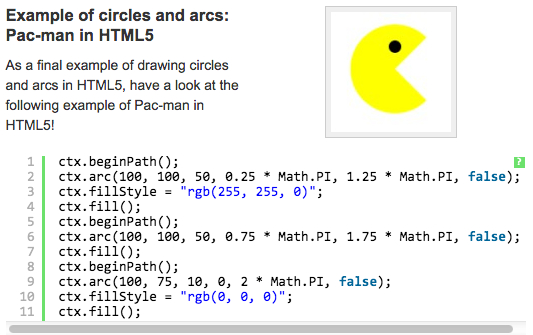 Example of circles and arcs:
Pac-man in HTML5
As a final example of drawing circles
and arcs in HTML5, have a look at the
following example of Pac-man in
HTML5!
?
1 ctx.beginPath();
2 ctx.arc(100, 100, 50, 0.25 * Math.PI, 1.25 * Math.PI, false);
3 ctx.fillStyle = "rgb(255, 255, 0)";
4 ctx.fill();
5 ctx.beginPath();
6 ctx.arc(100, 100, 50, 0.75 * Math.PI, 1.75 * Math.PI, false);
7 ctx.fill();
8 ctx.beginPath();
9 ctx.arc(100, 75, 10, 0, 2 * Math.PI, false);
10 ctx.fillStyle = "rgb(0, 0, 0)";
11 ctx.fill();